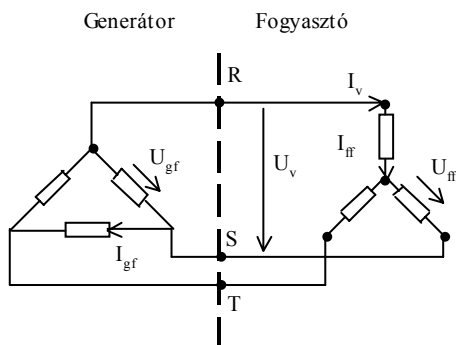 Generátor Fogyasztó
R
I_v
U_gf
U_v
I_ff
U_ff
S
I_gf
T